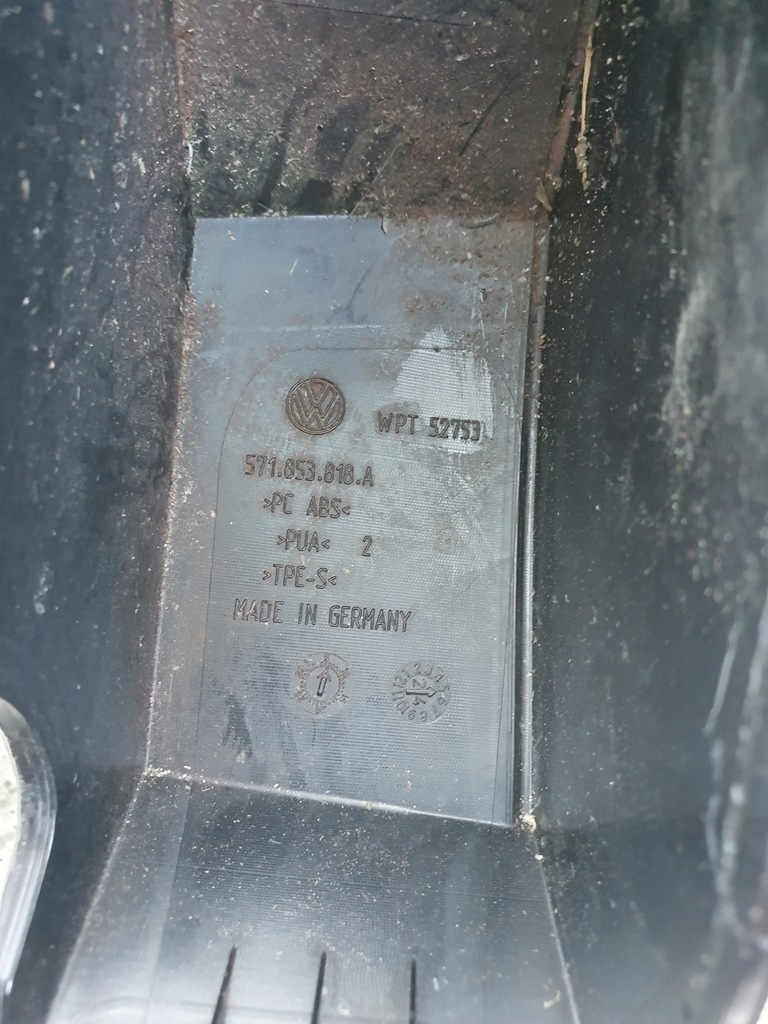 WPT 52753
571.853.818.A
>PC ABS<
>PUA< 2
>TPE-S<
MADE IN GERMANY